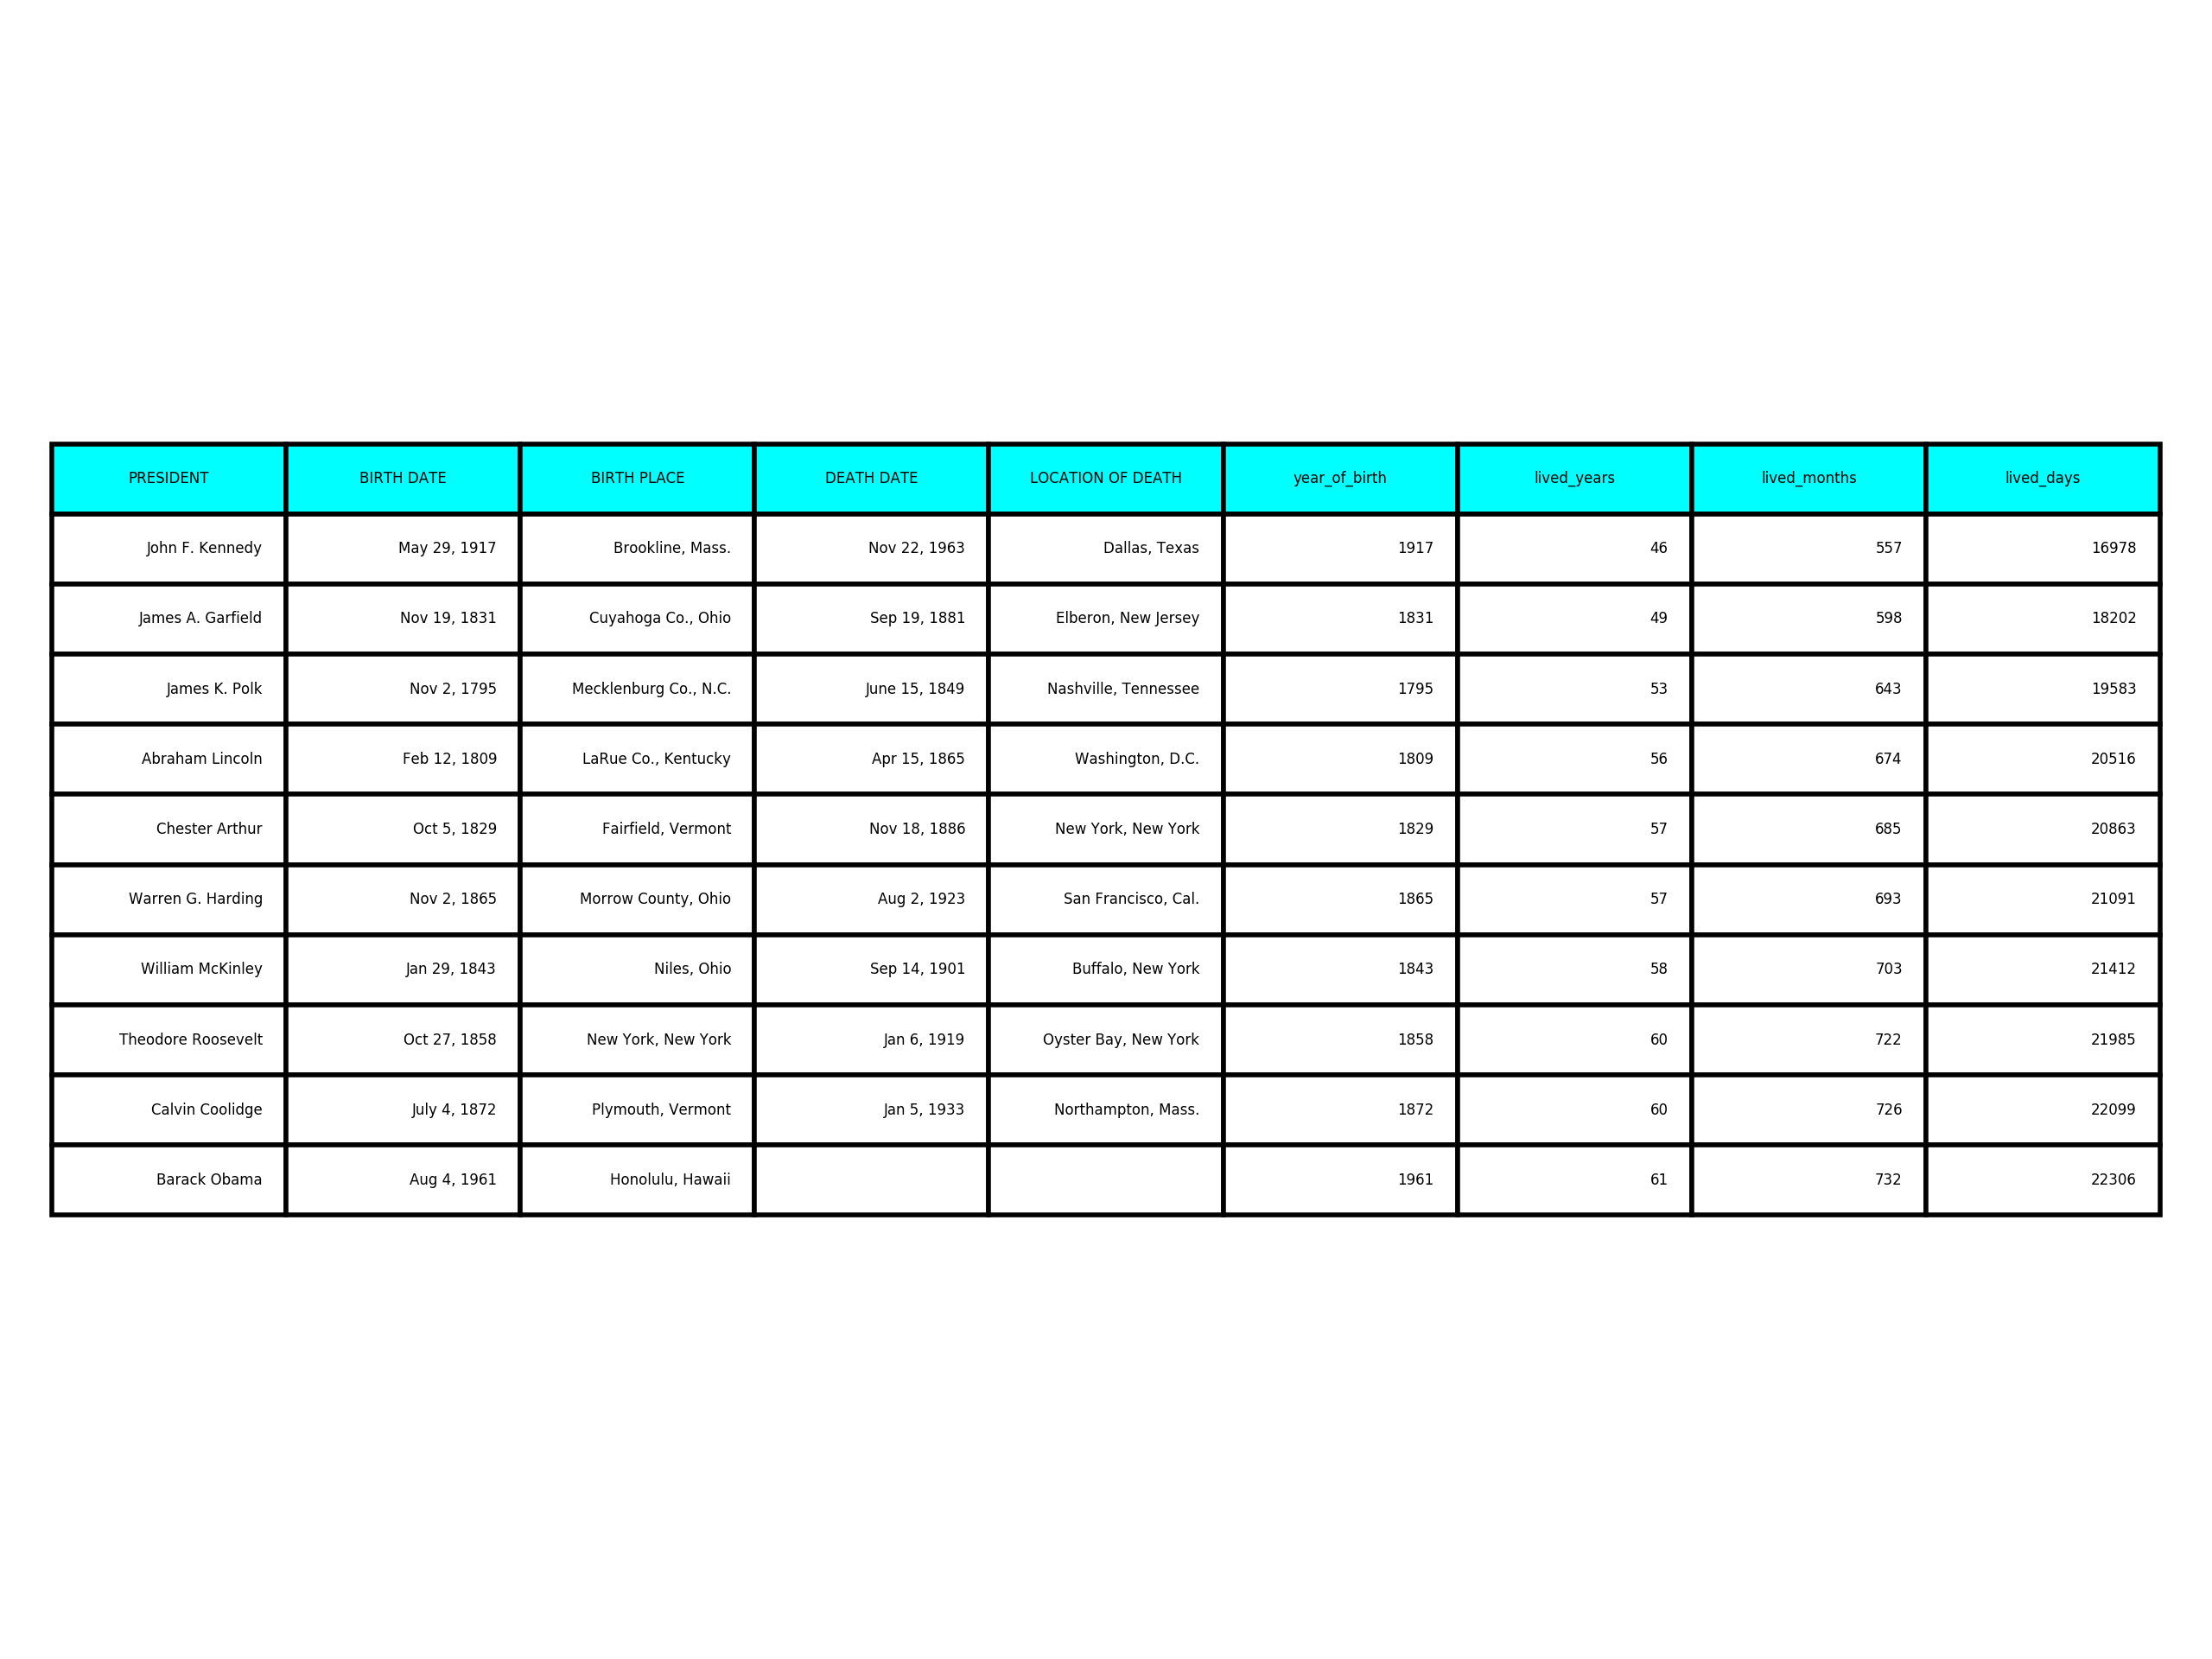 PRESIDENT BIRTH DATE BIRTH PLACE DEATH DATE LOCATION OF DEATH year_of_birth lived_years lived_months lived_days
John F. Kennedy May 29, 1917 Brookline, Mass. Nov 22, 1963 Dallas, Texas 1917 46 557 16978
James A. Garfield Nov 19, 1831 Cuyahoga Co., Ohio Sep 19, 1881 Elberon, New Jersey 1831 49 598 18202
James K. Polk Nov 2, 1795 Mecklenburg Co., N.C. June 15, 1849 Nashville, Tennessee 1795 53 643 19583
Abraham Lincoln Feb 12, 1809 LaRue Co., Kentucky Apr 15, 1865 Washington, D.C. 1809 56 674 20516
Chester Arthur Oct 5, 1829 Fairfield, Vermont Nov 18, 1886 New York, New York 1829 57 685 20863
Warren G. Harding Nov 2, 1865 Morrow County, Ohio Aug 2, 1923 San Francisco, Cal. 1865 57 693 21091
William McKinley Jan 29, 1843 Niles, Ohio Sep 14, 1901 Buffalo, New York 1843 58 703 21412
Theodore Roosevelt Oct 27, 1858 New York, New York Jan 6, 1919 Oyster Bay, New York 1858 60 722 21985
Calvin Coolidge July 4, 1872 Plymouth, Vermont Jan 5, 1933 Northampton, Mass. 1872 60 726 22099
Barack Obama Aug 4, 1961 Honolulu, Hawaii 1961 61 732 22306